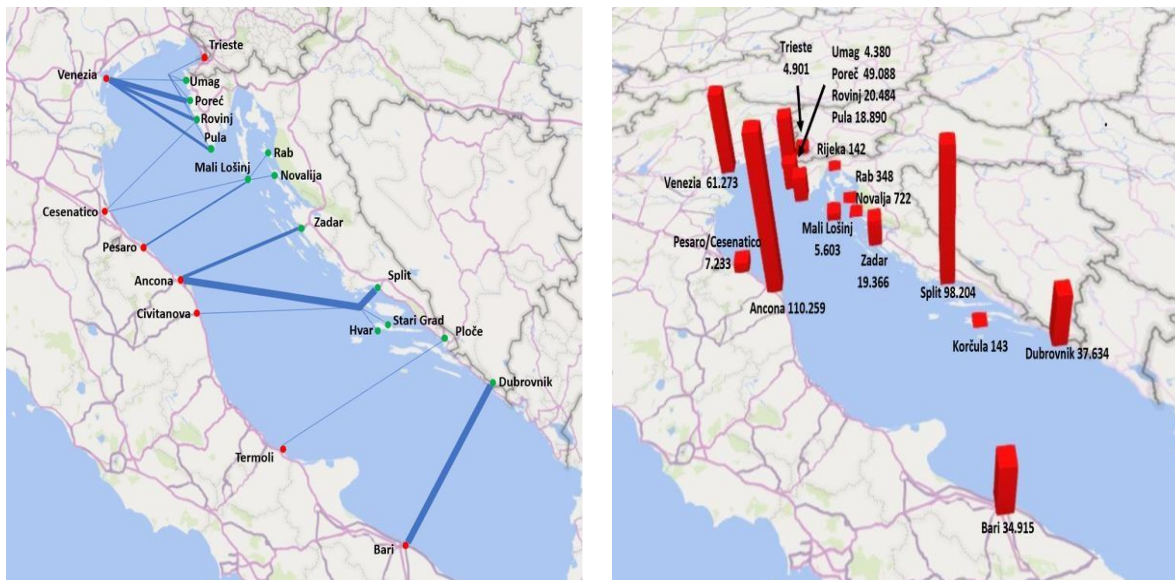 Trieste
Venezia
Umag
Poreć
Rovinj
Pula
Rab
Mali Lošinj
Novalija
Cesenatico
Zadar
Pesaro
Ancona
Split
Civitanova
Stari Grad
Hvar
Ploče
Dubrovnik
Termoli
Bari
Trieste
4.901
Umag 4.380
Poreč 49.088
Rovinj 20.484
Pula 18.890
Rijeka 142
Venezia 61.273
Rab 348
Novalja 722
Mali Lošinj
5.603
Pesaro/Cesenatico
7.233
Zadar
19.366
Ancona 110.259
Split 98.204
Korčula 143
Dubrovnik 37.634
Bari 34.915